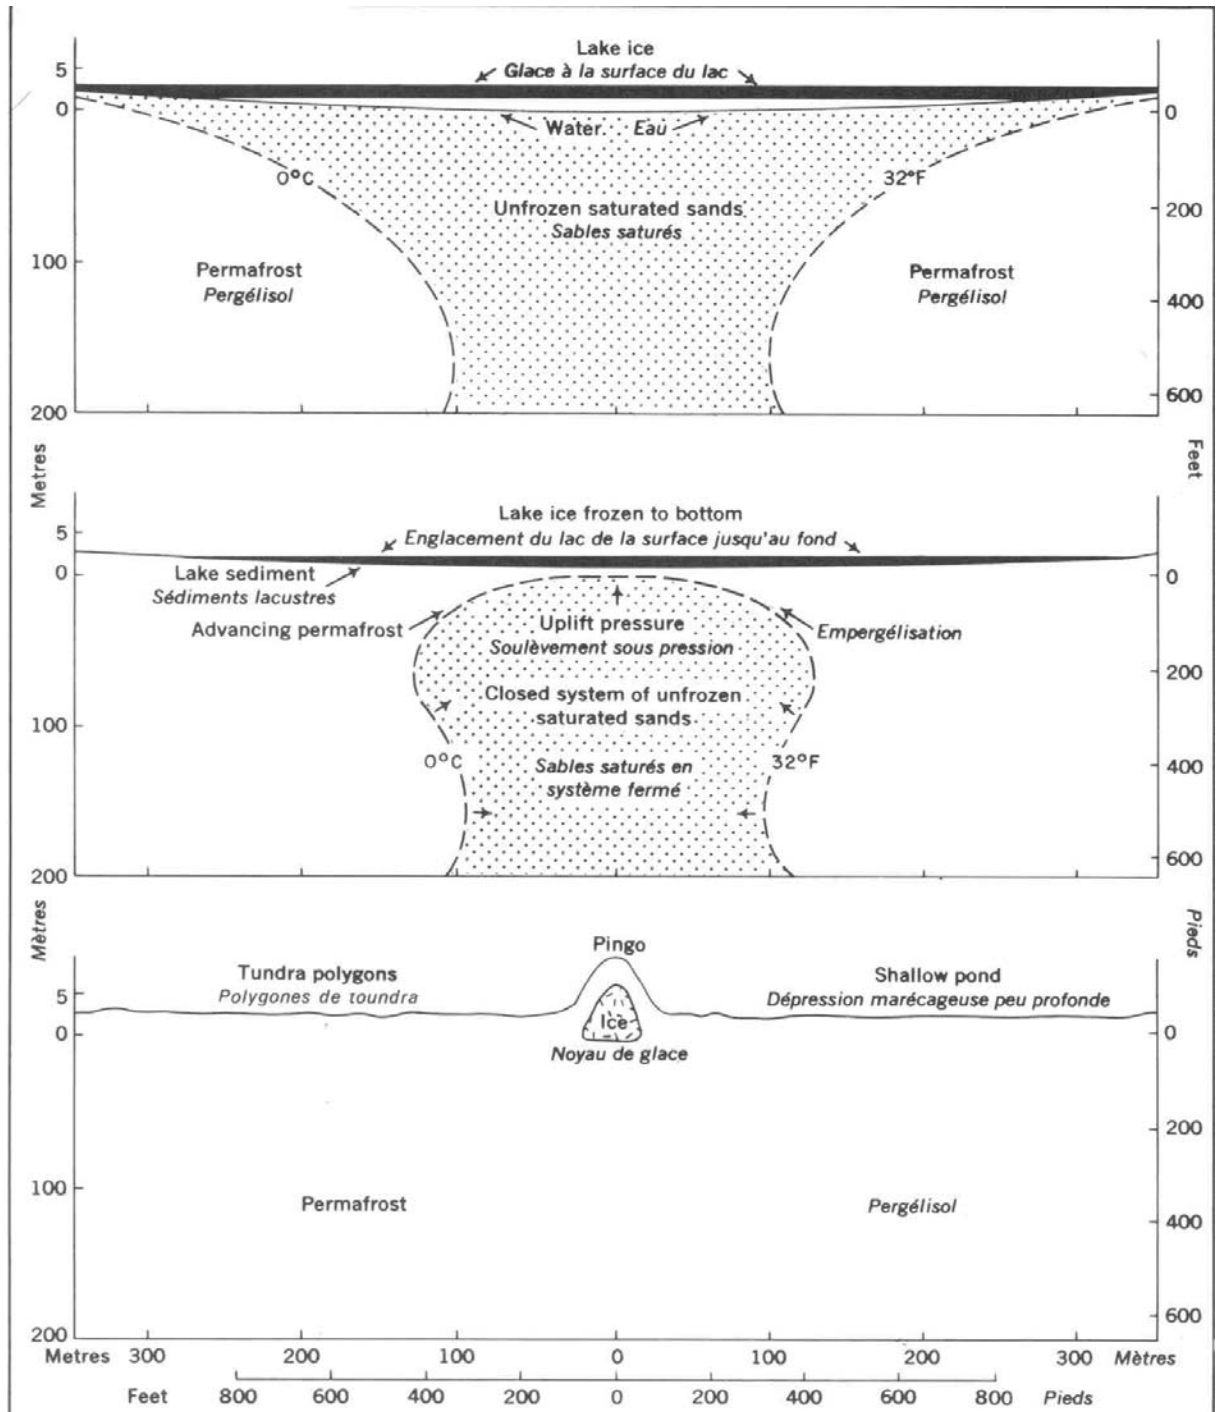 Lake ice
Glace à la surface du lac
5
0
0
Water
Eau
0°C
32°F
Unfrozen saturated sands
Sables saturés
200
100
Permafrost
Pergélisol
Permafrost
Pergélisol
400
200
600
Metres
Feet
Lake ice frozen to bottom
Englacement du lac de la surface jusqu'au fond
5
0
0
Lake sediment
Sédiments lacustres
Advancing permafrost
Uplift pressure
Soulèvement sous pression
Empergélisation
200
Closed system of unfrozen
saturated sands
100
0°C
32°F
Sables saturés en
système fermé
400
600
200
Mètres
Pieds
Pingo
Tundra polygons
Polygones de toundra
Shallow pond
Dépression marécageuse peu profonde
5
0
0
Ice
Noyau de glace
200
100
Permafrost
Pergélisol
400
600
200
Metres 300 200 100 0 100 200 300 Mètres
Feet 800 600 400 200 0 200 400 600 800 Pieds